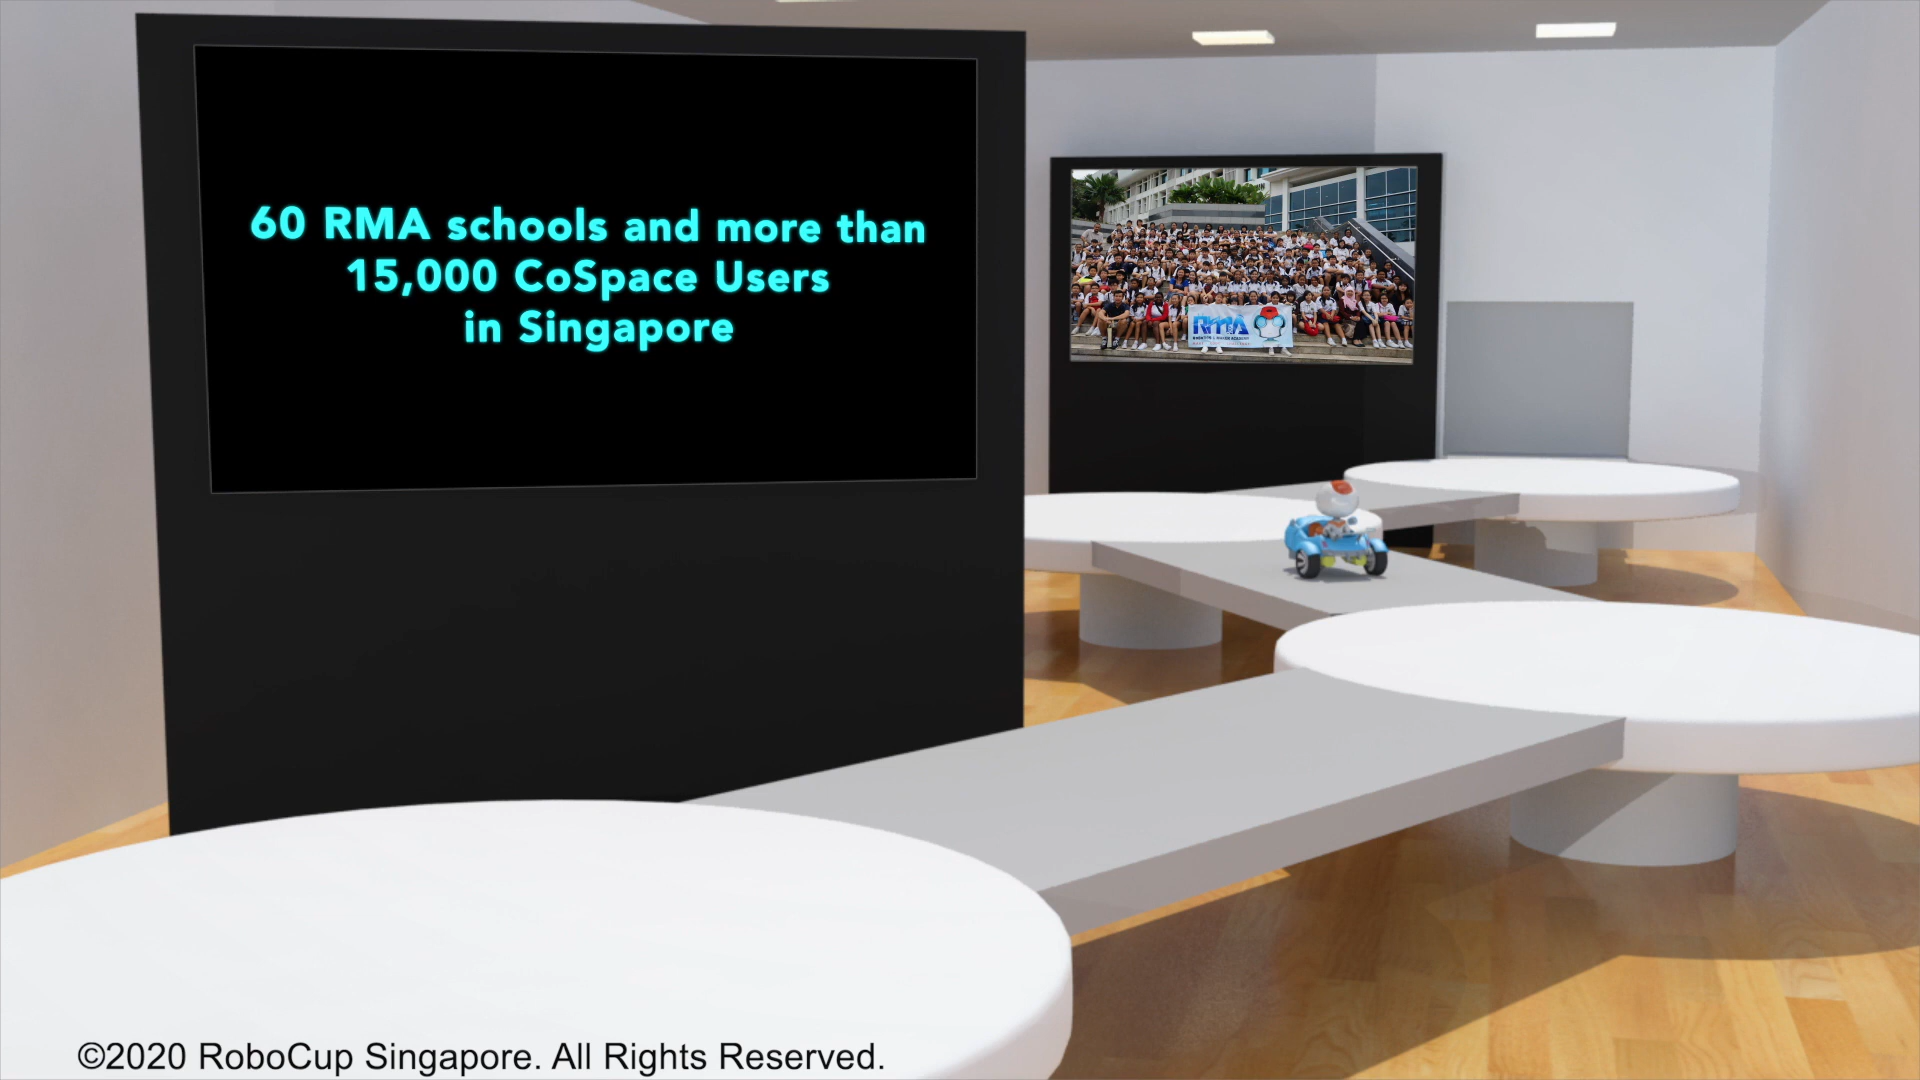 60 RMA schools and more than
15,000 CoSpace Users
in Singapore
RMA
©2020 RoboCup Singapore. All Rights Reserved.